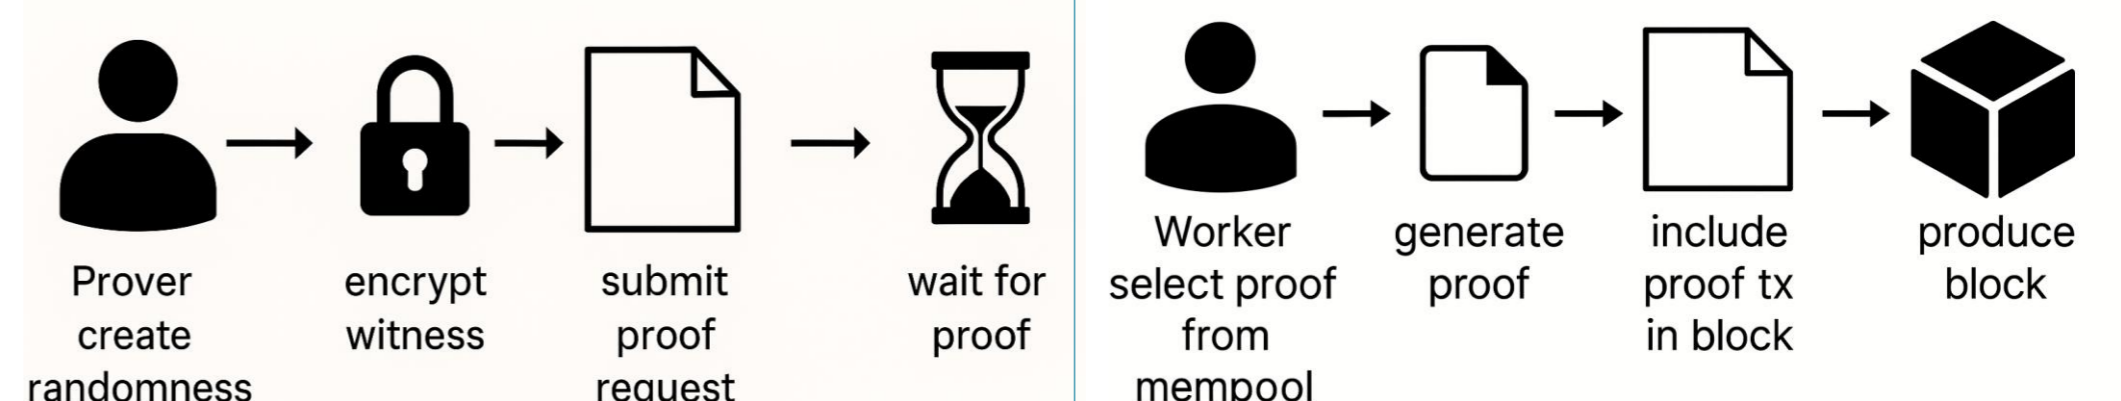 Prover
create
randomness
encrypt
witness
submit
proof
request
wait for
proof
Worker
select proof
from
mempool
generate
proof
include
proof tx
in block
produce
block